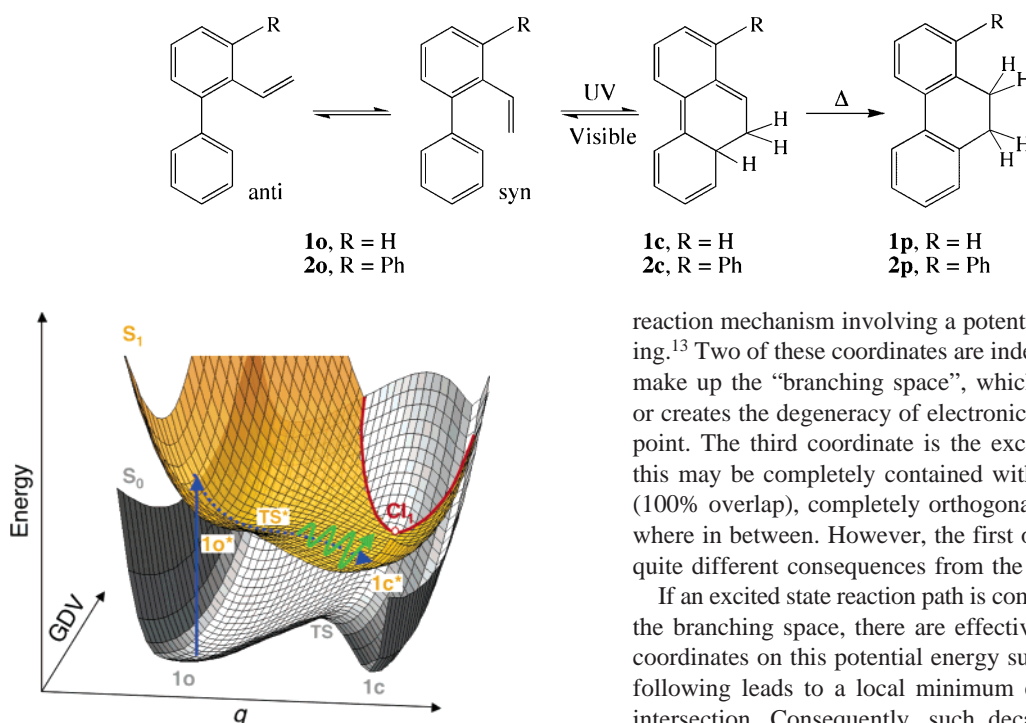 R
R
R
H
H
H
R
H
H
H
H
UV
Visible
Δ
anti
syn
1o, R = H
2o, R = Ph
1c, R = H
2c, R = Ph
1p, R = H
2p, R = Ph
S1
S0
Energy
GDV
q
1o*
TS*
CI1
1c*
TS
1o
1c
reaction mechanism involving a potent
ing.13 Two of these coordinates are inde
make up the “branching space”, which
or creates the degeneracy of electronic
point. The third coordinate is the exc
this may be completely contained with
(100% overlap), completely orthogona
where in between. However, the first o
quite different consequences from the
If an excited state reaction path is con
the branching space, there are effectiv
coordinates on this potential energy su
following leads to a local minimum
intersection. Consequently, such deca